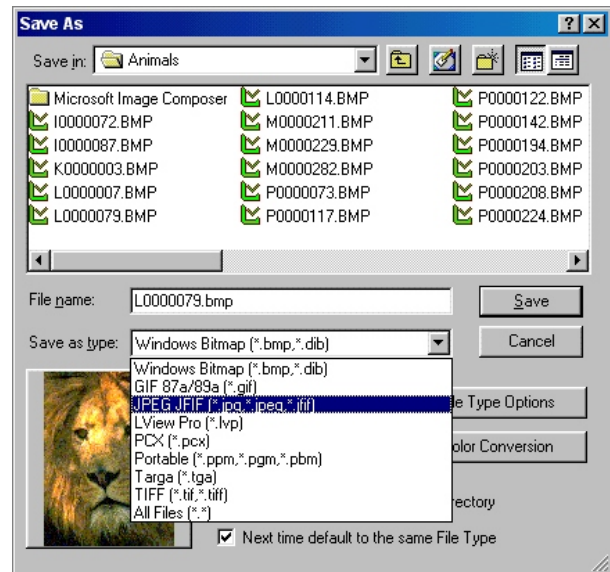 Save As
Save in: Animals
Microsoft Image Composer L0000114.BMP P0000122.BMP
I0000072.BMP M0000211.BMP P0000142.BMP
I0000087.BMP M0000229.BMP P0000194.BMP
K0000003.BMP M0000282.BMP P0000203.BMP
L0000007.BMP P0000073.BMP P0000208.BMP
L0000079.BMP P0000117.BMP P0000224.BMP
File name: L0000079.bmp Save
Save as type: Windows Bitmap (*.bmp,*.dib) Cancel
Windows Bitmap (*.bmp,*.dib)
GIF 87a/89a (*.gif)
JPEG JFIF (*.jpg,*.jpeg,*.jfif)
LView Pro (*.lvp)
PCX (*.pcx)
Portable (*.ppm,*.pgm,*.pbm)
Targa (*.tga)
TIFF (*.tif,*.tiff)
All Files (*.*)
e Type Options
olor Conversion
rectory
Next time default to the same File Type